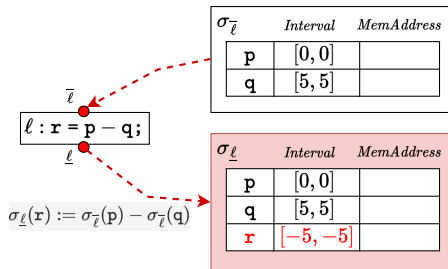 σ_ℓ̅ Interval MemAddress
p [0, 0]
q [5, 5]
ℓ̅
ℓ : r = p − q;
ℓ̲
σ_ℓ̲(r) := σ_ℓ̅(p) − σ_ℓ̅(q)
σ_ℓ̲ Interval MemAddress
p [0, 0]
q [5, 5]
r [−5, −5]